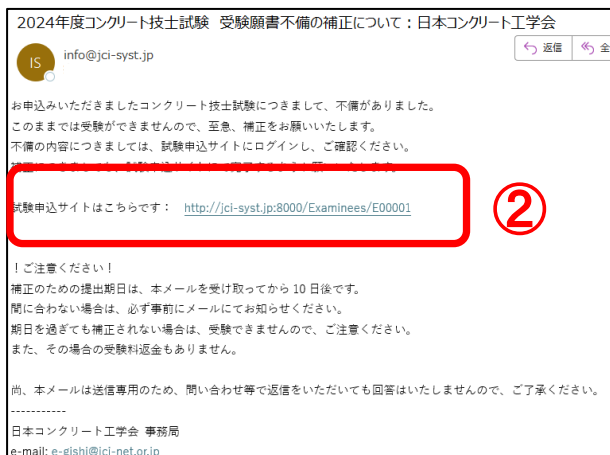 2024年度コンクリート技士試験 受験願書不備の補正について：日本コンクリート工学会
IS
info@jci-syst.jp
返信
全
お申込みいただきましたコンクリート技士試験につきまして、不備がありました。
このままでは受験ができませんので、至急、補正をお願いいたします。
不備の内容につきましては、試験申込サイトにログインし、ご確認ください。
試験申込サイトはこちらです： http://jci-syst.jp:8000/Examinees/E00001
②
！ご注意ください！
補正のための提出期日は、本メールを受け取ってから 10 日後です。
間に合わない場合は、必ず事前にメールにてお知らせください。
期日を過ぎても補正されない場合は、受験できませんので、ご注意ください。
また、その場合の受験料返金もありません。
尚、本メールは送信専用のため、問い合わせ等で返信をいただいても回答はいたしませんので、ご了承ください。
-----------
日本コンクリート工学会 事務局
e-mail: e-gishi@jci-net.or.jp